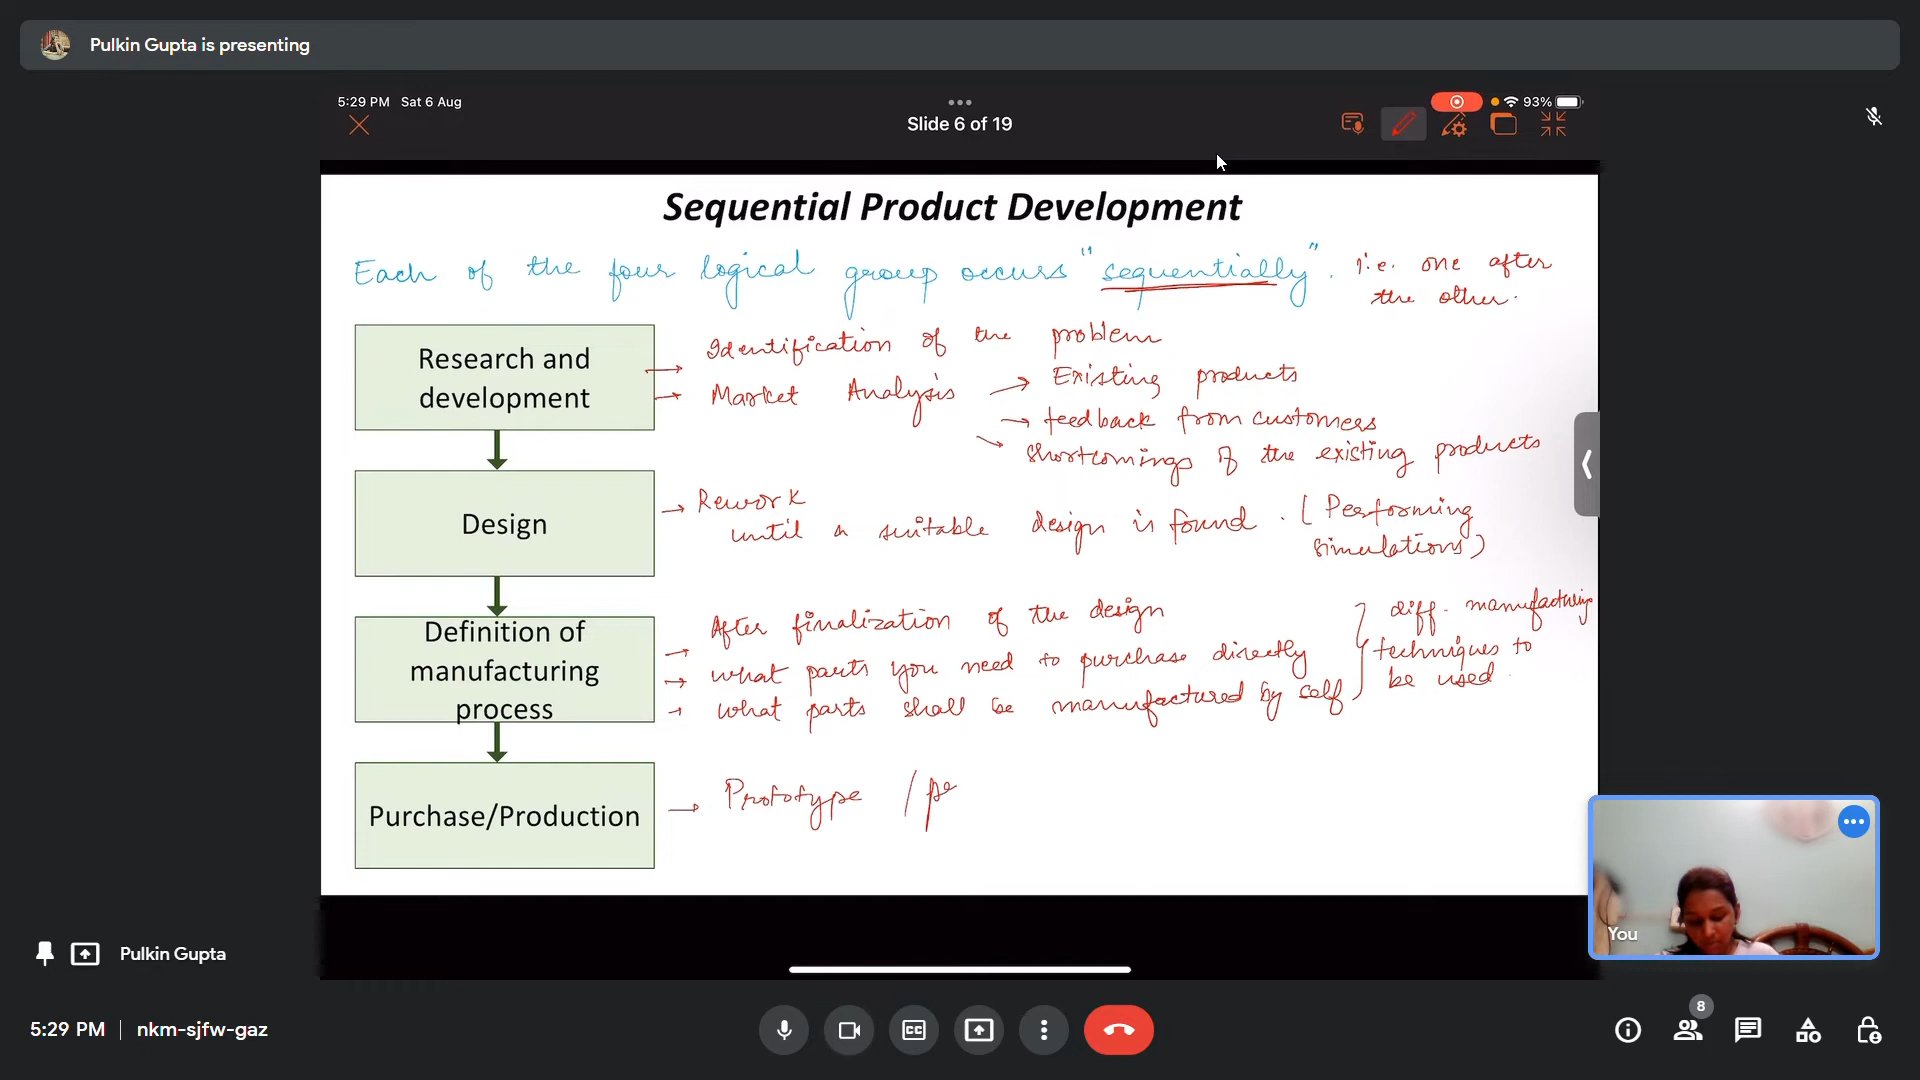 Pulkin Gupta is presenting
5:29 PM Sat 6 Aug
93%
Slide 6 of 19
Sequential Product Development
Each of the four logical group occurs "sequentially". i.e. one after
the other.
Research and
development
→ Identification of the problem
→ Market Analysis → Existing products
→ feedback from customers
→ Shortcomings of the existing products
Design
→ Rework
until a suitable design is found. (Performing
simulations)
Definition of
manufacturing
process
→ After finalization of the design
→ what parts you need to purchase directly
→ what parts shall be manufactured by self
diff. manufacturing
techniques to
be used
Purchase/Production
→ Prototype /
You
Pulkin Gupta
5:29 PM | nkm-sjfw-gaz
CC
8